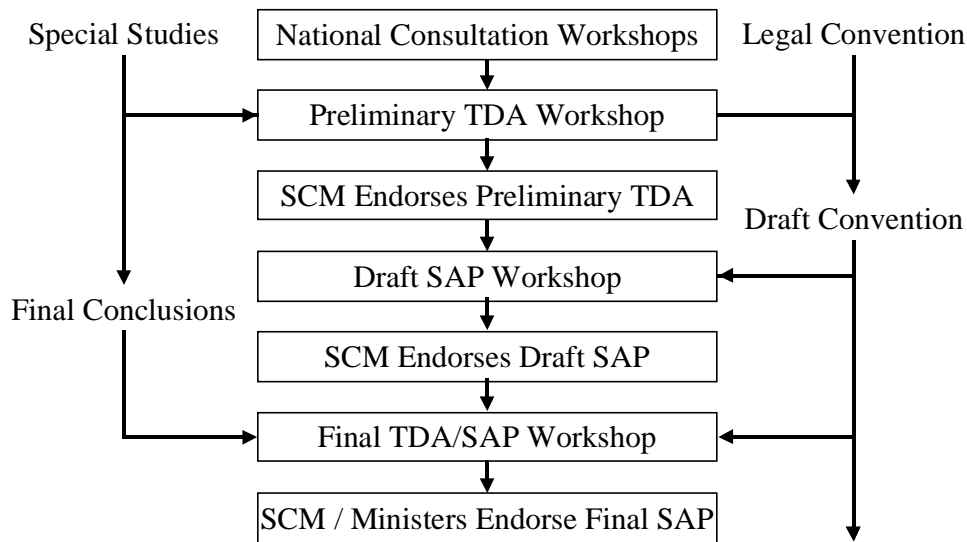 Special Studies
National Consultation Workshops
Legal Convention
Preliminary TDA Workshop
SCM Endorses Preliminary TDA
Draft Convention
Draft SAP Workshop
Final Conclusions
SCM Endorses Draft SAP
Final TDA/SAP Workshop
SCM / Ministers Endorse Final SAP